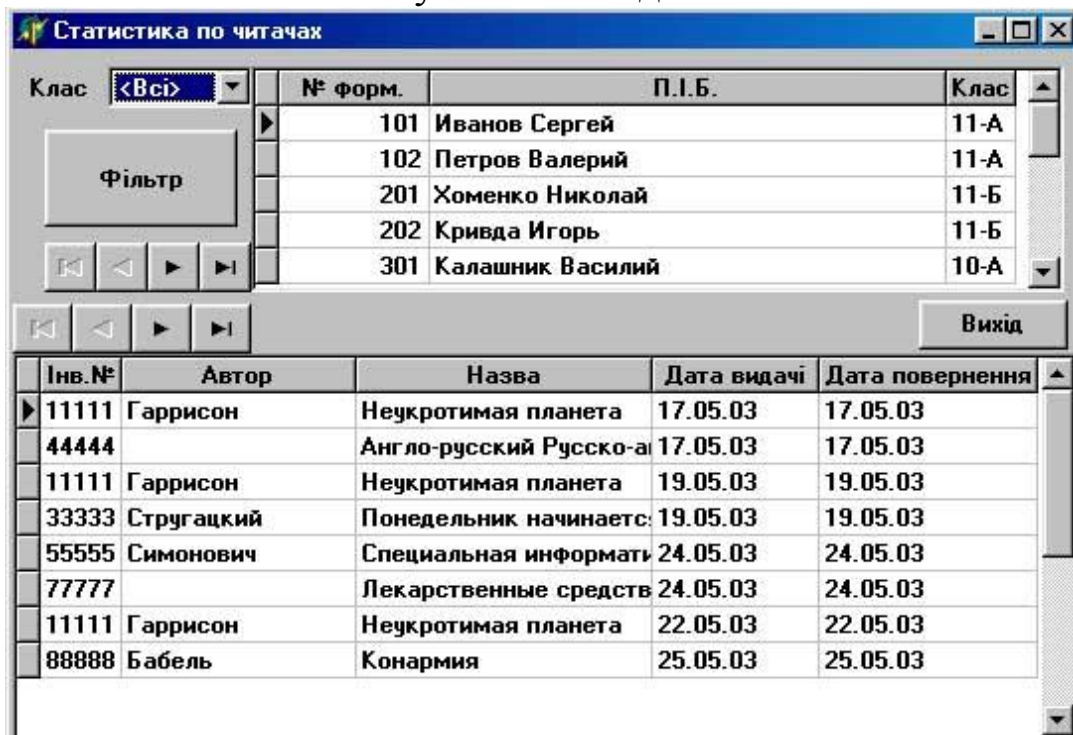 Статистика по читачах
Клас <Всі>
Фільтр
№ форм. П.І.Б. Клас
101 Иванов Сергей 11-А
102 Петров Валерий 11-А
201 Хоменко Николай 11-Б
202 Кривда Игорь 11-Б
301 Калашник Василий 10-А
Вихід
Інв.№ Автор Назва Дата видачі Дата повернення
11111 Гаррисон Неукротимая планета 17.05.03 17.05.03
44444 Англо-русский Русско-а 17.05.03 17.05.03
11111 Гаррисон Неукротимая планета 19.05.03 19.05.03
33333 Стругацкий Понедельник начинаетс 19.05.03 19.05.03
55555 Симонович Специальная информати 24.05.03 24.05.03
77777 Лекарственные средств 24.05.03 24.05.03
11111 Гаррисон Неукротимая планета 22.05.03 22.05.03
88888 Бабель Конармия 25.05.03 25.05.03